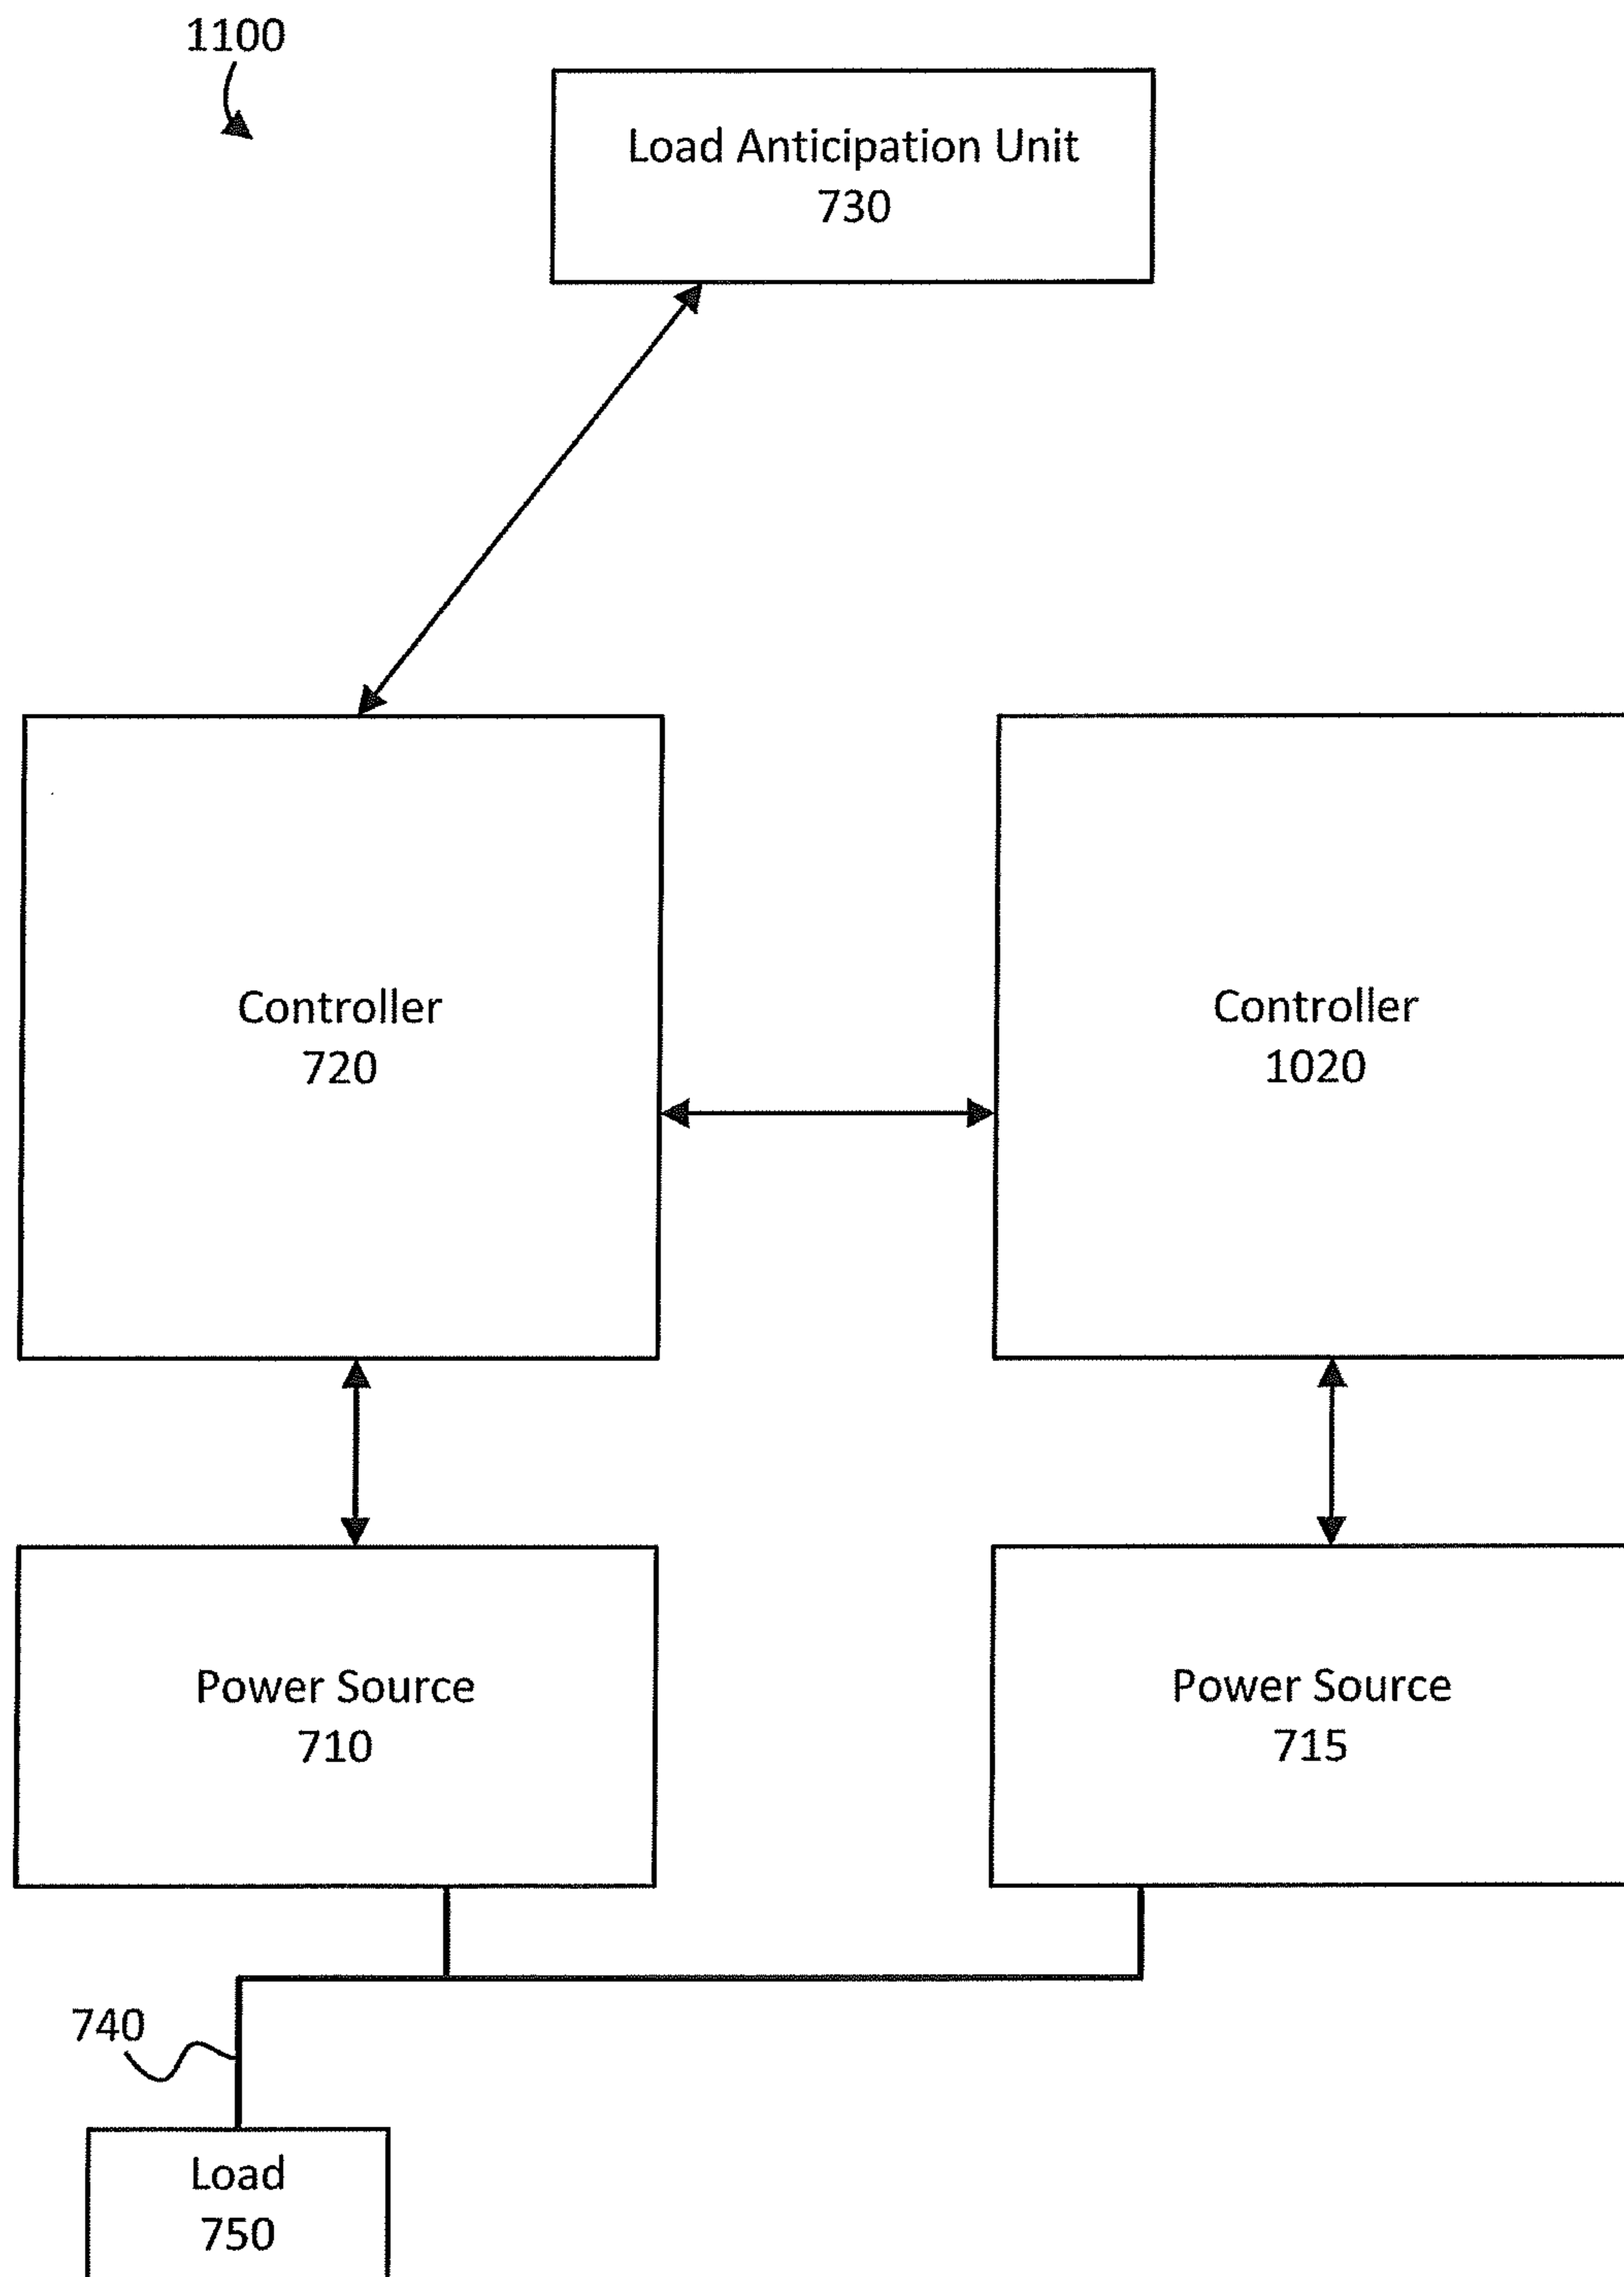 1100
Load Anticipation Unit
730
Controller
720
Controller
1020
Power Source
710
Power Source
715
740
Load
750